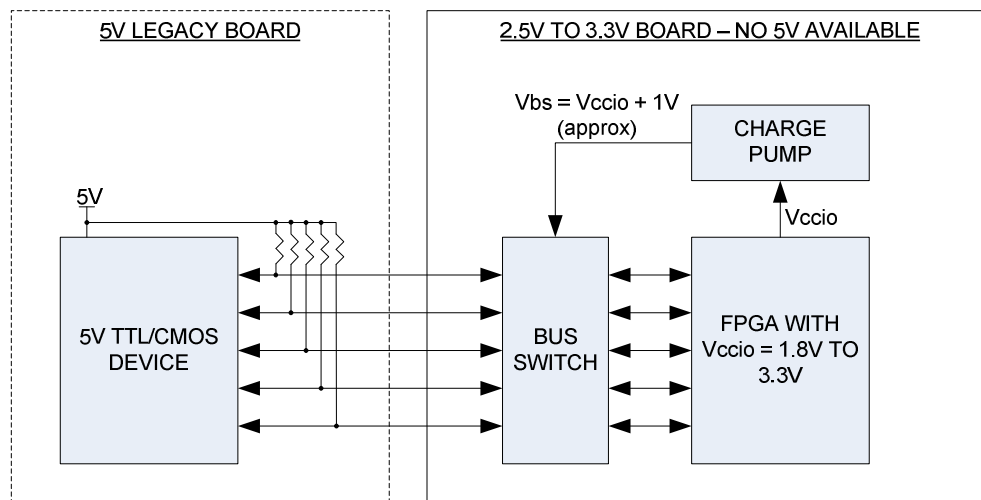 5V LEGACY BOARD
2.5V TO 3.3V BOARD – NO 5V AVAILABLE
Vbs = Vccio + 1V
(approx)
CHARGE
PUMP
5V
Vccio
5V TTL/CMOS
DEVICE
BUS
SWITCH
FPGA WITH
Vccio = 1.8V TO
3.3V